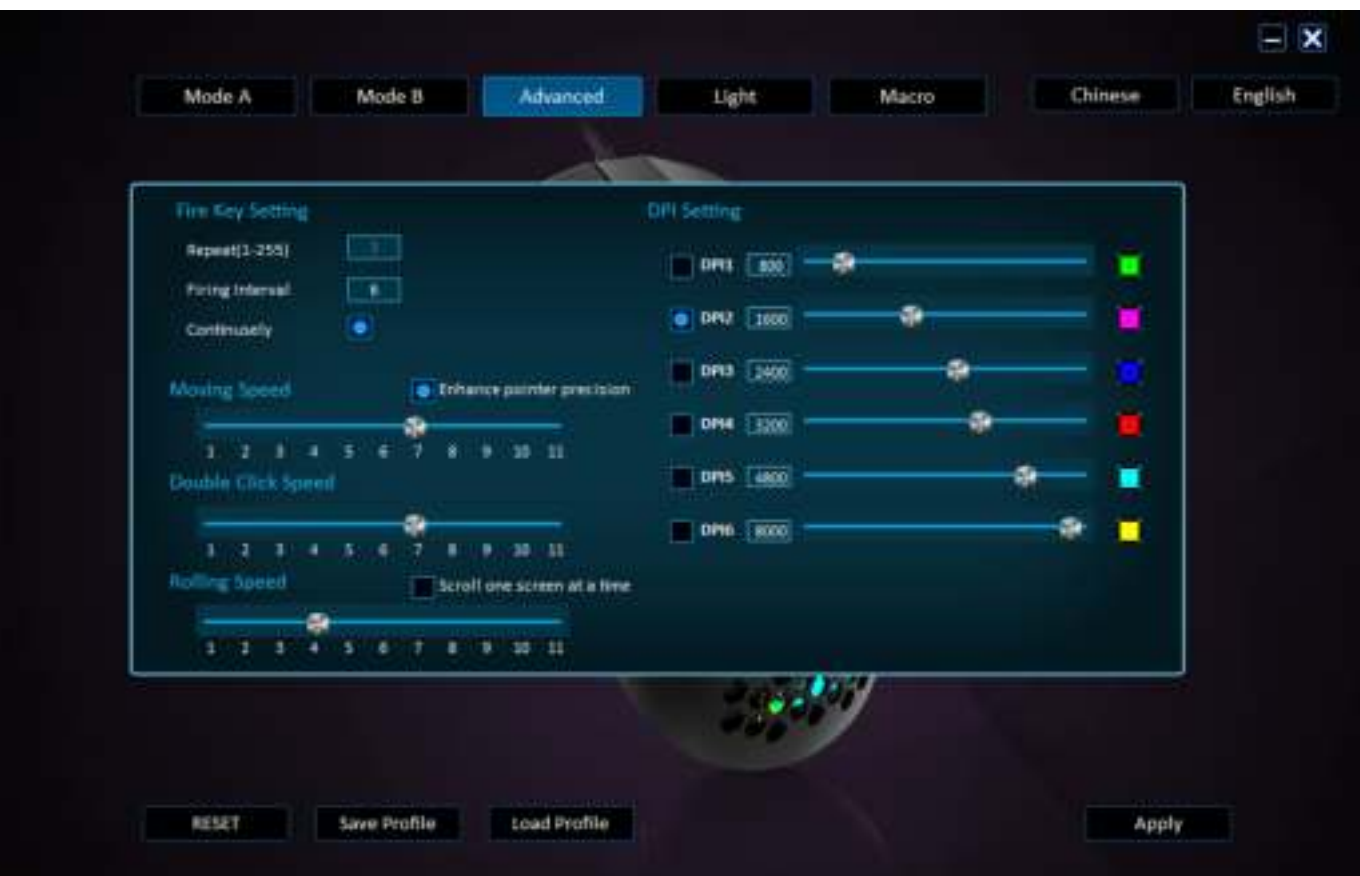 Mode A
Mode B
Advanced
Light
Macro
Chinese
English
Fire Key Setting
Repeat(1-255)
Firing Interval
Continusely
Moving Speed
Enhance pointer precision
1 2 3 4 5 6 7 8 9 10 11
Double Click Speed
1 2 3 4 5 6 7 8 9 10 11
Rolling Speed
Scroll one screen at a time
1 2 3 4 5 6 7 8 9 10 11
DPI Setting
DPI1 800
DPI2 1600
DPI3 2400
DPI4 3200
DPI5 4800
DPI6 8000
RESET
Save Profile
Load Profile
Apply